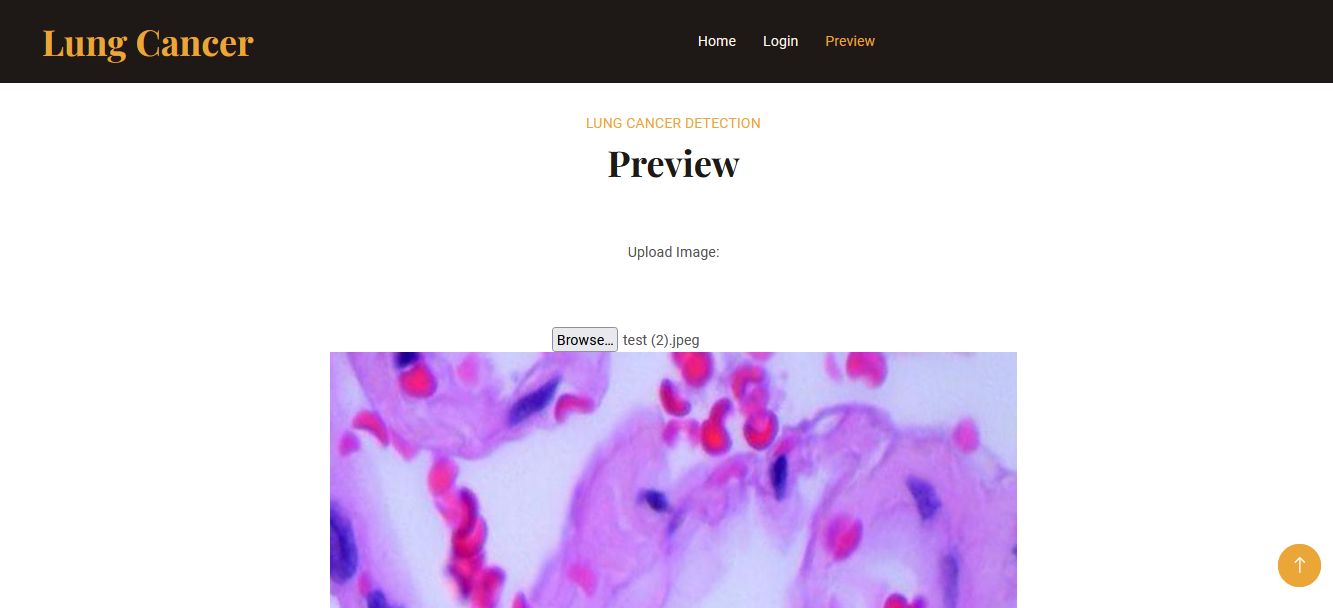 Lung Cancer
Home Login Preview
LUNG CANCER DETECTION
Preview
Upload Image:
Browse... test (2).jpeg